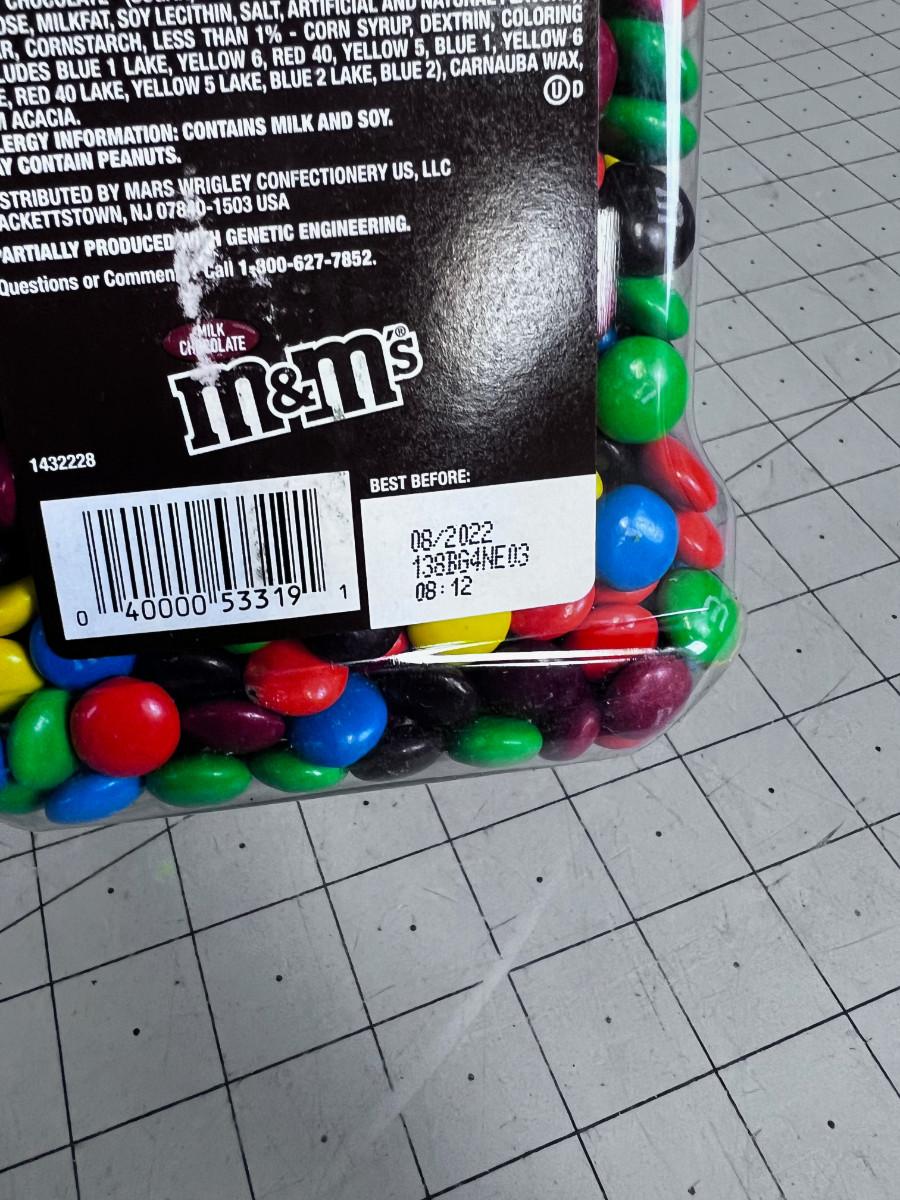 CHOCOLATE
OSE, MILKFAT, SOY LECITHIN, SALT, ARTIFICIAL AND NATURAL FLAVORS,
R, CORNSTARCH, LESS THAN 1% - CORN SYRUP, DEXTRIN, COLORING
LUDES BLUE 1 LAKE, YELLOW 6, RED 40, YELLOW 5, BLUE 1, YELLOW 6
E, RED 40 LAKE, YELLOW 5 LAKE, BLUE 2 LAKE, BLUE 2), CARNAUBA WAX,
M ACACIA.
U D
LERGY INFORMATION: CONTAINS MILK AND SOY.
AY CONTAIN PEANUTS.
ISTRIBUTED BY MARS WRIGLEY CONFECTIONERY US, LLC
ACKETTSTOWN, NJ 07840-1503 USA
PARTIALLY PRODUCED WITH GENETIC ENGINEERING.
Questions or Comments? Call 1-800-627-7852.
MILK
CHOCOLATE
m&m's®
1432228
BEST BEFORE:
08/2022
138BG4NE03
08:12
0 40000 53319 1